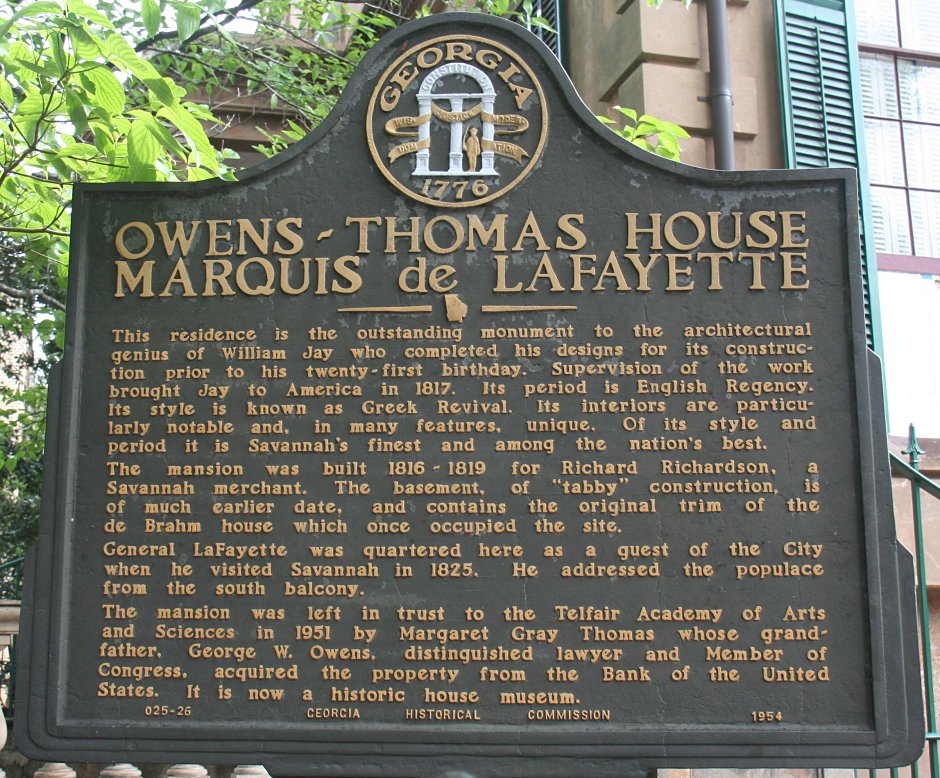 GEORGIA
CONSTITUTION
WISDOM JUSTICE MODERATION
1776
OWENS-THOMAS HOUSE
MARQUIS de LAFAYETTE
This residence is the outstanding monument to the architectural
genius of William Jay who completed his designs for its construc-
tion prior to his twenty-first birthday. Supervision of the work
brought Jay to America in 1817. Its period is English Regency.
Its style is known as Greek Revival. Its interiors are particu-
larly notable and, in many features, unique. Of its style and
period it is Savannah's finest and among the nation's best.
The mansion was built 1816-1819 for Richard Richardson, a
Savannah merchant. The basement, of "tabby" construction, is
of much earlier date, and contains the original trim of the
de Brahm house which once occupied the site.
General LaFayette was quartered here as a guest of the City
when he visited Savannah in 1825. He addressed the populace
from the south balcony.
The mansion was left in trust to the Telfair Academy of Arts
and Sciences in 1951 by Margaret Gray Thomas whose grand-
father, George W. Owens, distinguished lawyer and Member of
Congress, acquired the property from the Bank of the United
States. It is now a historic house museum.
025-26 GEORGIA HISTORICAL COMMISSION 1954